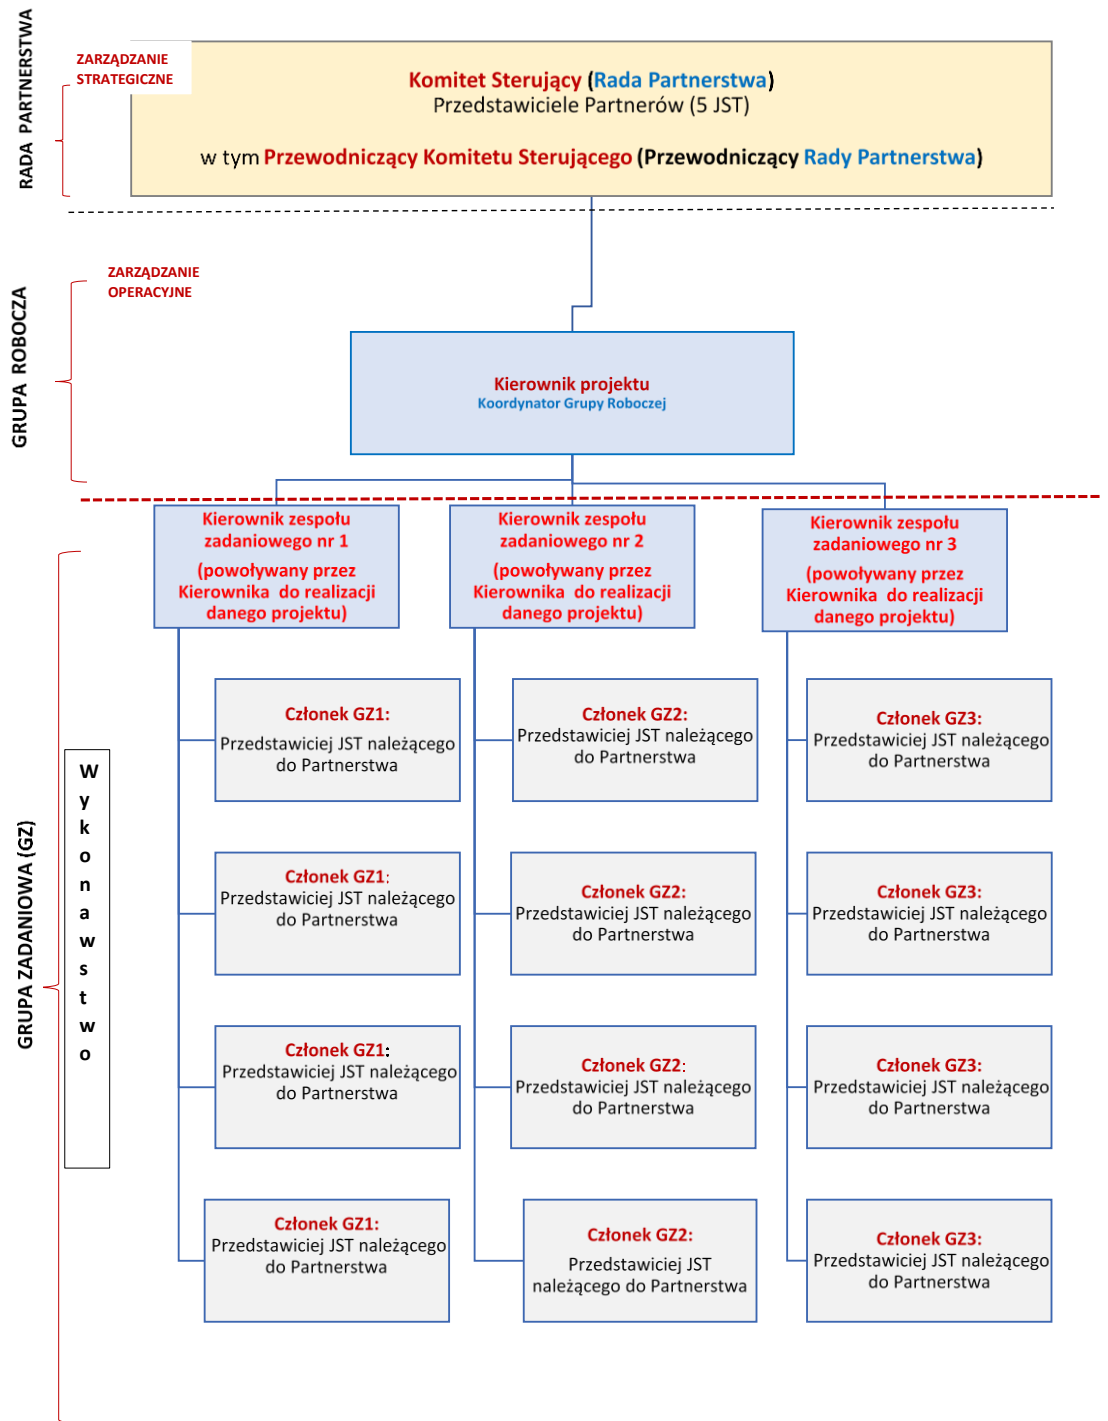 RADA PARTNERSTWA
ZARZĄDZANIE
STRATEGICZNE
Komitet Sterujący (Rada Partnerstwa)
Przedstawiciele Partnerów (5 JST)
w tym Przewodniczący Komitetu Sterującego (Przewodniczący Rady Partnerstwa)
GRUPA ROBOCZA
ZARZĄDZANIE
OPERACYJNE
Kierownik projektu
Koordynator Grupy Roboczej
Kierownik zespołu
zadaniowego nr 1
(powoływany przez
Kierownika do realizacji
danego projektu)
Kierownik zespołu
zadaniowego nr 2
(powoływany przez
Kierownika do realizacji
danego projektu)
Kierownik zespołu
zadaniowego nr 3
(powoływany przez
Kierownika do realizacji
danego projektu)
GRUPA ZADANIOWA (GZ)
Wykonawstwo
Członek GZ1:
Przedstawiciej JST należącego
do Partnerstwa
Członek GZ2:
Przedstawiciej JST należącego
do Partnerstwa
Członek GZ3:
Przedstawiciej JST należącego
do Partnerstwa
Członek GZ1:
Przedstawiciej JST należącego
do Partnerstwa
Członek GZ2:
Przedstawiciej JST należącego
do Partnerstwa
Członek GZ3:
Przedstawiciej JST należącego
do Partnerstwa
Członek GZ1:
Przedstawiciej JST należącego
do Partnerstwa
Członek GZ2:
Przedstawiciej JST należącego
do Partnerstwa
Członek GZ3:
Przedstawiciej JST należącego
do Partnerstwa
Członek GZ1:
Przedstawiciej JST należącego
do Partnerstwa
Członek GZ2:
Przedstawiciej JST
należącego do Partnerstwa
Członek GZ3:
Przedstawiciej JST należącego
do Partnerstwa